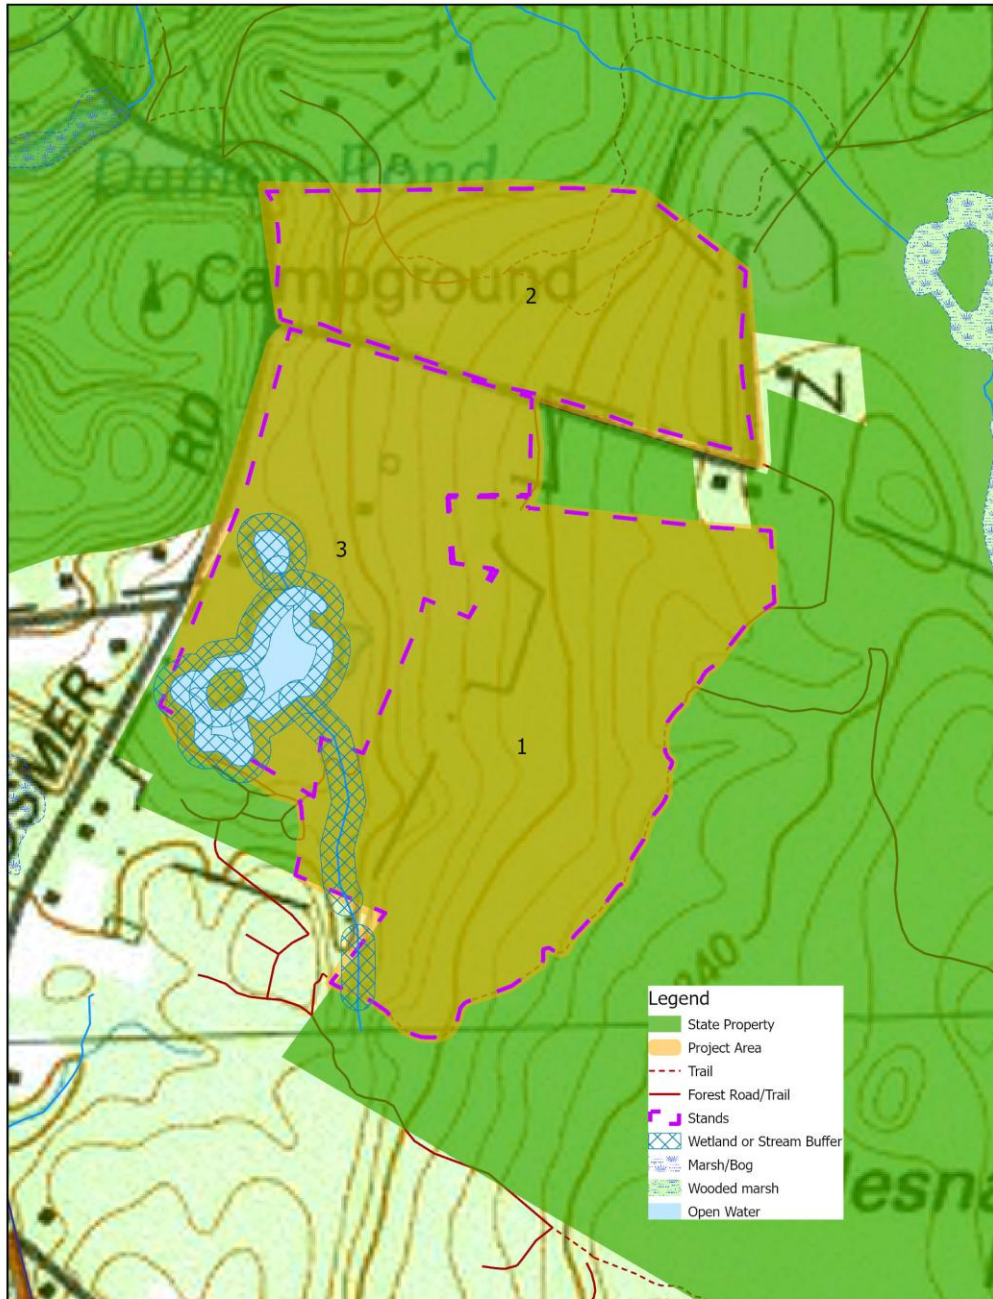 Campground
2
RD
3
1
240
Legend
State Property
Project Area
Trail
Forest Road/Trail
Stands
Wetland or Stream Buffer
Marsh/Bog
Wooded marsh
Open Water